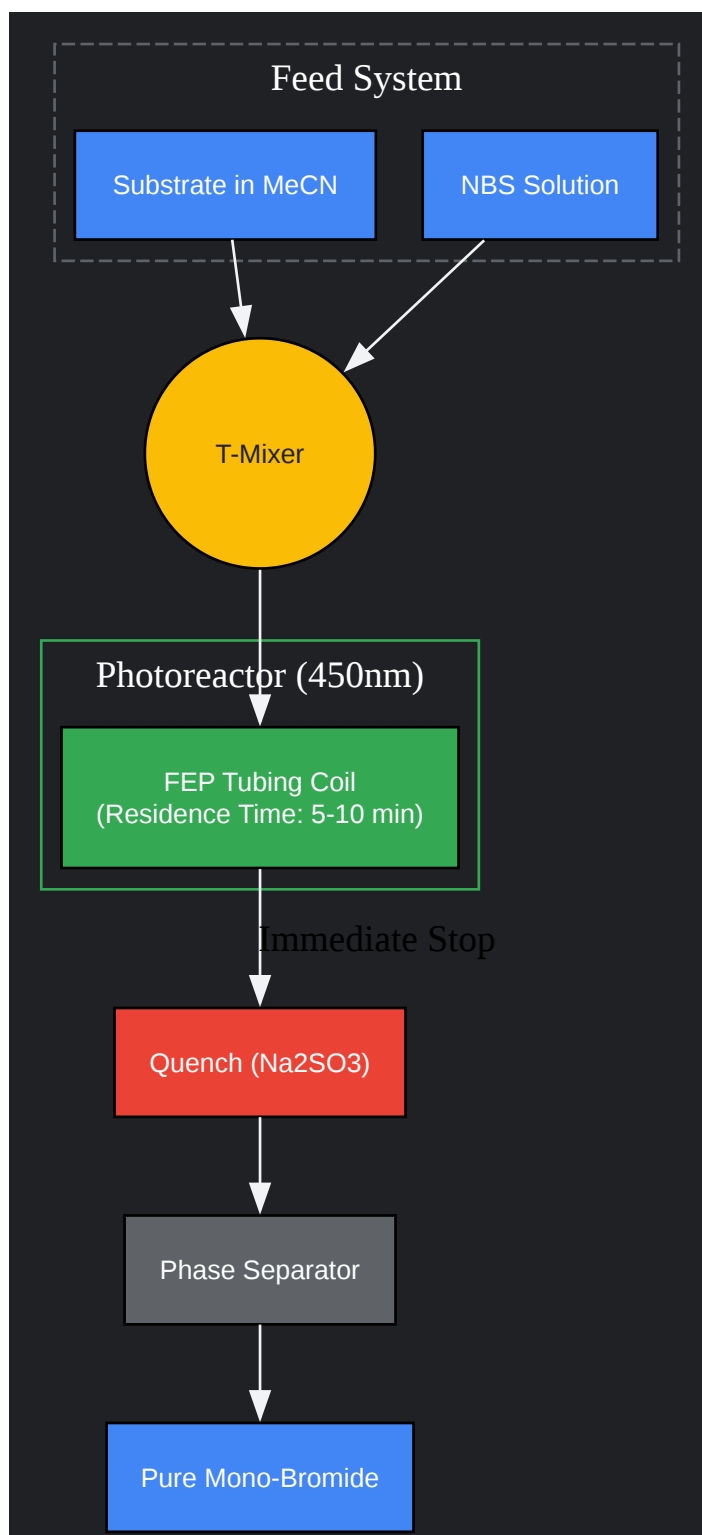 Feed System
Substrate in MeCN
NBS Solution
T-Mixer
Photoreactor (450nm)
FEP Tubing Coil
(Residence Time: 5-10 min)
Immediate Stop
Quench (Na2SO3)
Phase Separator
Pure Mono-Bromide